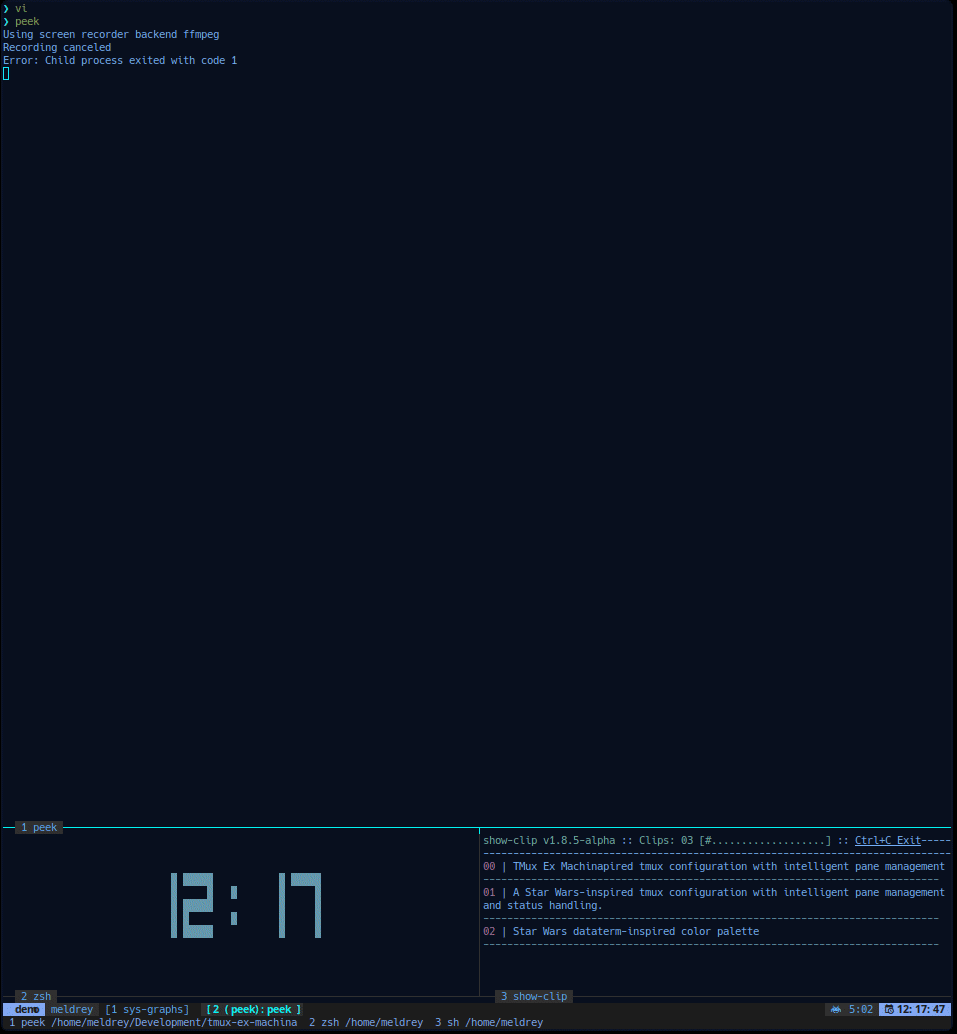 ❯ vi
❯ peek
Using screen recorder backend ffmpeg
Recording canceled
Error: Child process exited with code 1
1 peek
show-clip v1.8.5-alpha :: Clips: 03 [#...................] :: Ctrl+C Exit-----
------------------------------------------------------------------------------
00 | TMux Ex Machinapired tmux configuration with intelligent pane management
----------------------------------------------------------------------------
01 | A Star Wars-inspired tmux configuration with intelligent pane management
and status handling.
----------------------------------------------------------------------------
02 | Star Wars dataterm-inspired color palette
----------------------------------------------------------------------------
12:17
2 zsh
3 show-clip
demo meldrey [1 sys-graphs] [2 (peek):peek ] 5:02 12:17:47
1 peek /home/meldrey/Development/tmux-ex-machina 2 zsh /home/meldrey 3 sh /home/meldrey